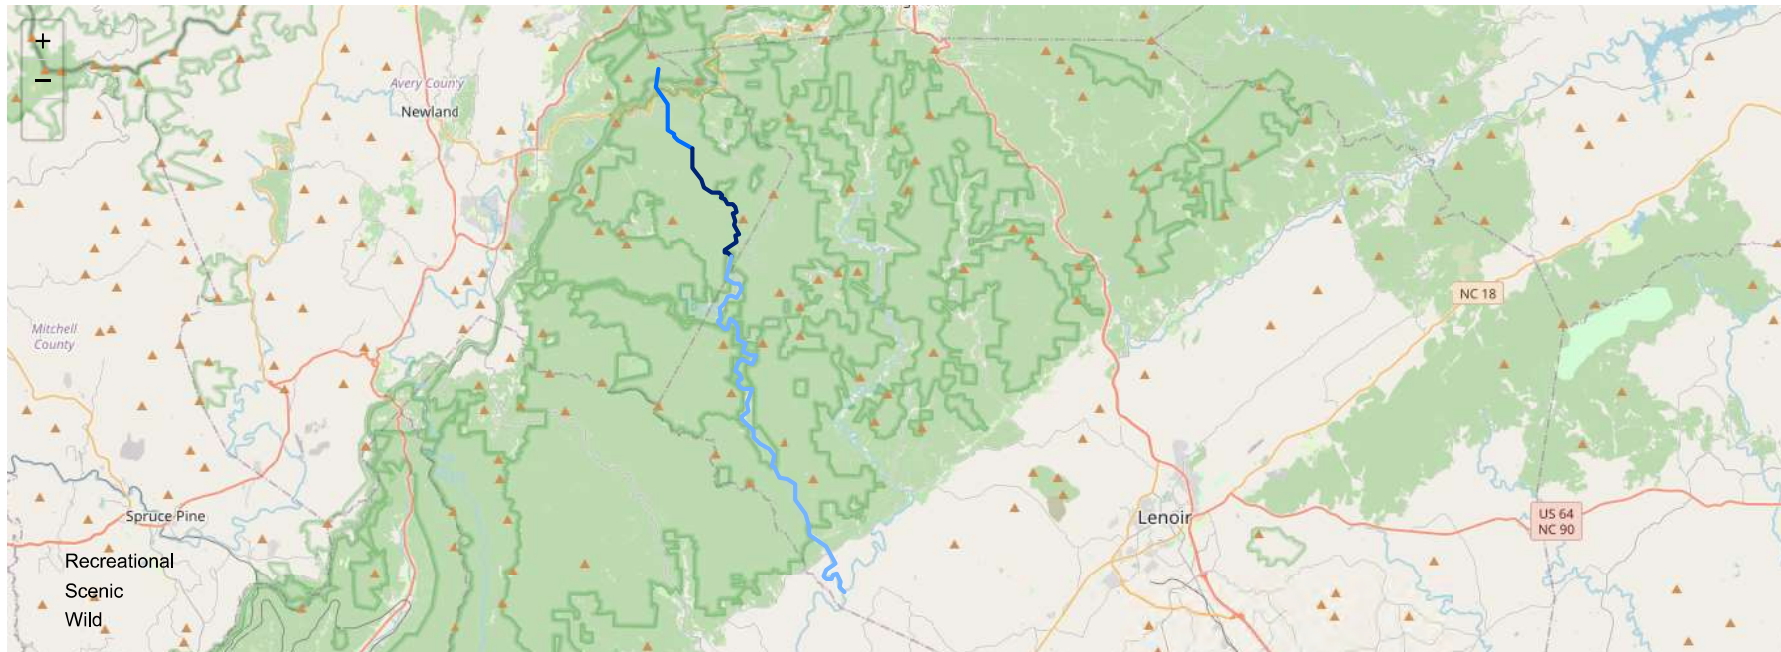 +
−
Avery County
Newland
NC 18
Mitchell
County
Spruce Pine
Lenoir
US 64
NC 90
Recreational
Scenic
Wild